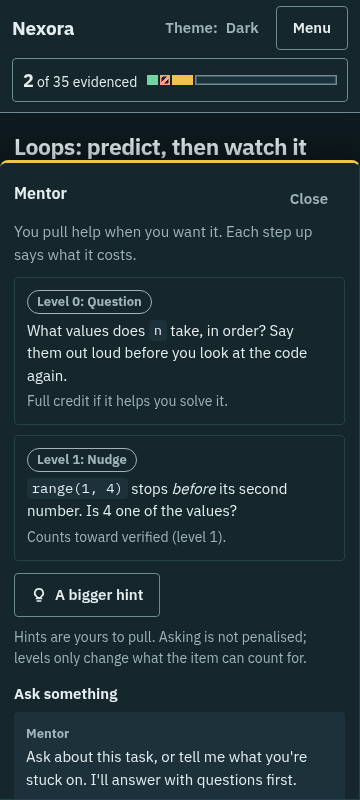 Nexora
Theme: Dark
Menu
2 of 35 evidenced
Loops: predict, then watch it
Mentor
Close
You pull help when you want it. Each step up
says what it costs.
Level 0: Question
What values does n take, in order? Say
them out loud before you look at the code
again.
Full credit if it helps you solve it.
Level 1: Nudge
range(1, 4) stops before its second
number. Is 4 one of the values?
Counts toward verified (level 1).
A bigger hint
Hints are yours to pull. Asking is not penalised;
levels only change what the item can count for.
Ask something
Mentor
Ask about this task, or tell me what you're
stuck on. I'll answer with questions first.